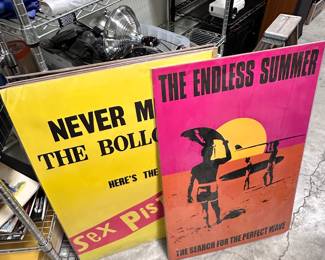 NEVER M
THE BOLLO
HERE'S THE
Sex PIST
THE ENDLESS SUMMER
THE SEARCH FOR THE PERFECT WAVE